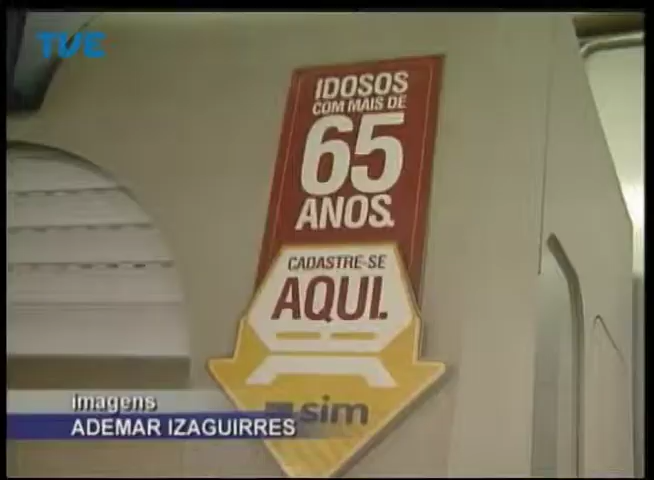 TVE
IDOSOS
COM MAIS DE
65
ANOS.
CADASTRE-SE
AQUI.
sim
imagens
ADEMAR IZAGUIRRES